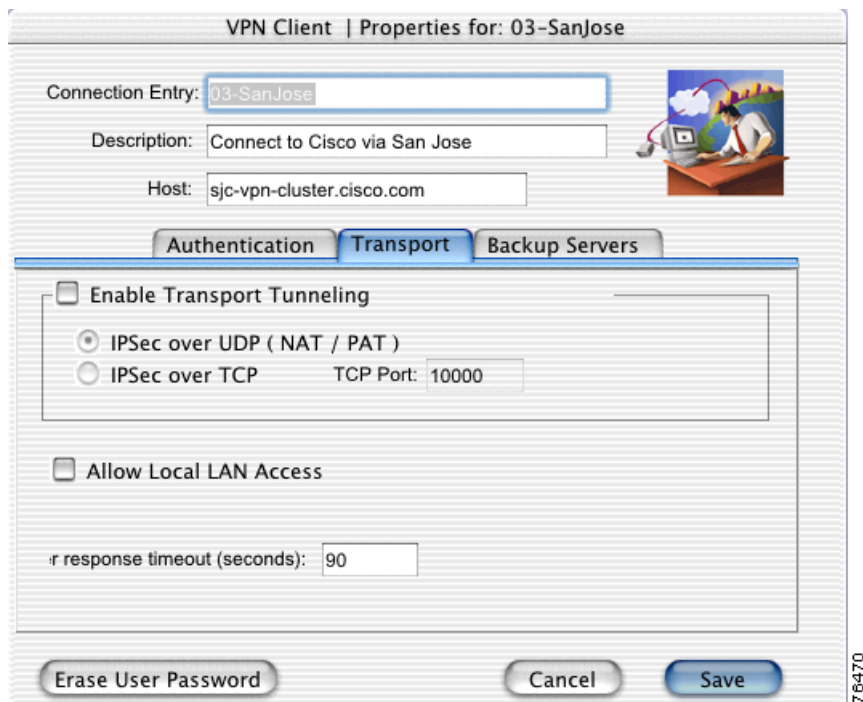 VPN Client | Properties for: 03-SanJose
Connection Entry: 03-SanJose
Description: Connect to Cisco via San Jose
Host: sjc-vpn-cluster.cisco.com
Authentication Transport Backup Servers
Enable Transport Tunneling
IPSec over UDP ( NAT / PAT )
IPSec over TCP TCP Port: 10000
Allow Local LAN Access
r response timeout (seconds): 90
Erase User Password Cancel Save
76470